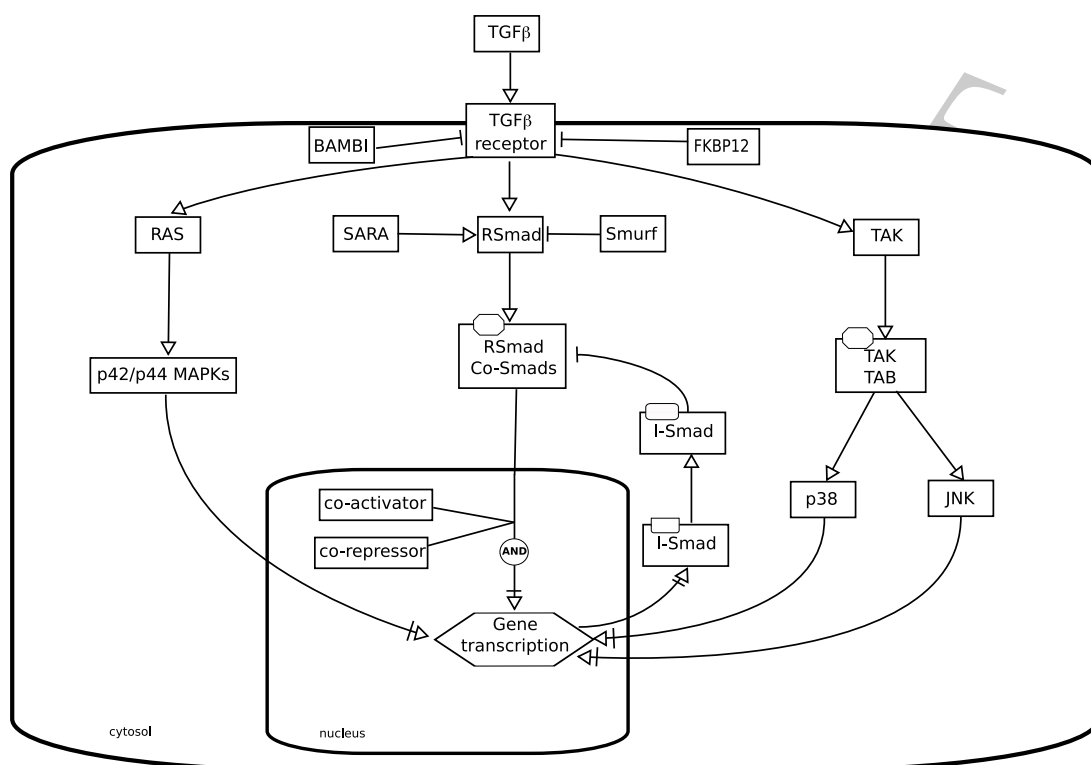 TGFβ
TGFβ
receptor
BAMBI
FKBP12
RAS
SARA
RSmad
Smurf
TAK
RSmad
Co-Smads
TAK
TAB
p42/p44 MAPKs
I-Smad
co-activator
p38
JNK
co-repressor
AND
I-Smad
Gene
transcription
cytosol
nucleus